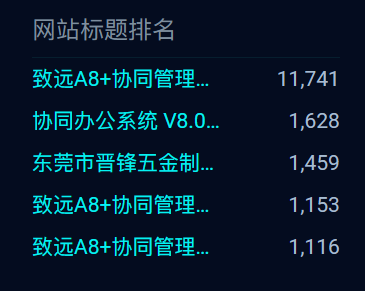 网站标题排名
致远A8+协同管理... 11,741
协同办公系统 V8.0... 1,628
东莞市晋锋五金制... 1,459
致远A8+协同管理... 1,153
致远A8+协同管理... 1,116